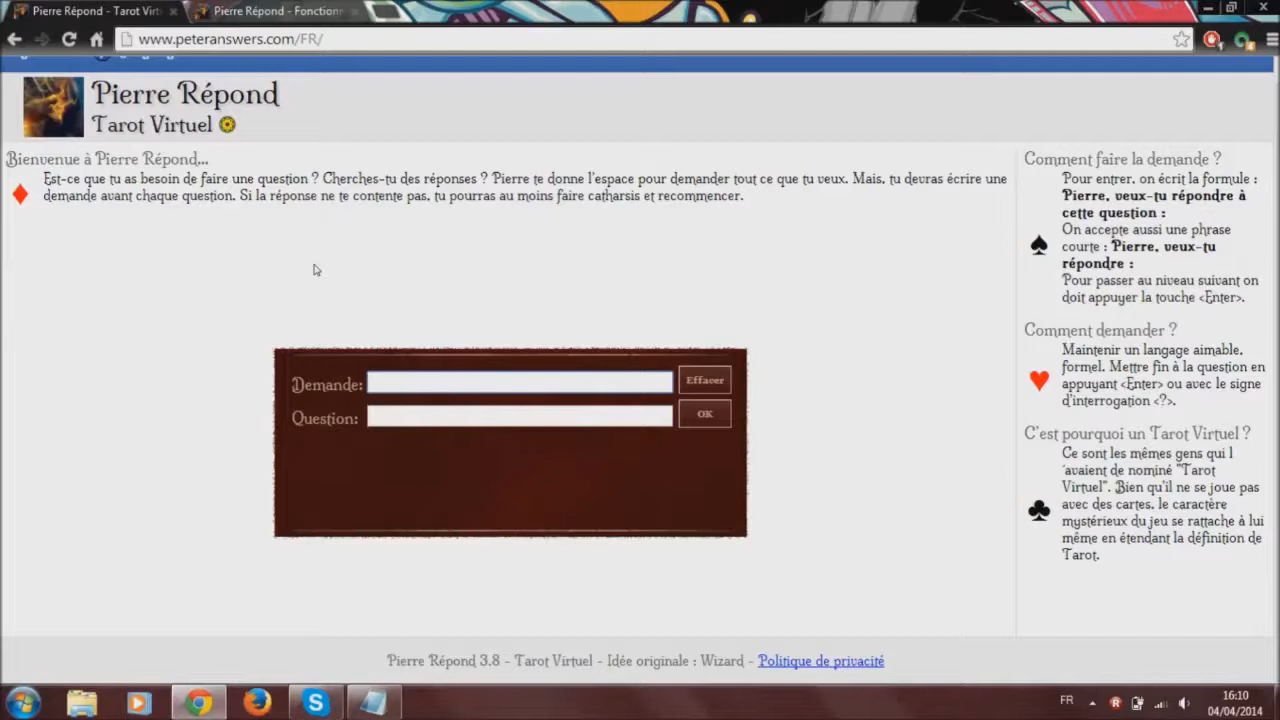 Pierre Répond - Tarot Virt
Pierre Répond - Fonction
www.peteranswers.com/FR/
Pierre Répond
Tarot Virtuel
Bienvenue à Pierre Répond...
Est-ce que tu as besoin de faire une question ? Cherches-tu des réponses ? Pierre te donne l'espace pour demander tout ce que tu veux. Mais, tu devras écrire une
demande avant chaque question. Si la réponse ne te contente pas, tu pourras au moins faire catharsis et recommencer.
Demande:
Effacer
Question:
OK
Comment faire la demande ?
Pour entrer, on écrit la formule :
Pierre, veux-tu répondre à
cette question :
On accepte aussi une phrase
courte : Pierre, veux-tu
répondre :
Pour passer au niveau suivant on
doit appuyer la touche <Enter>.
Comment demander ?
Maintenir un langage aimable,
formel. Mettre fin à la question en
appuyant <Enter> ou avec le signe
d'interrogation <?>.
C'est pourquoi un Tarot Virtuel ?
Ce sont les mêmes gens qui l
´avaient de nominé "Tarot
Virtuel". Bien qu'il ne se joue pas
avec des cartes, le caractère
mystérieux du jeu se rattache à lui
même en étendant la définition de
Tarot.
Pierre Répond 3.8 - Tarot Virtuel - Idée originale : Wizard - Politique de privacité
FR
16:10
04/04/2014